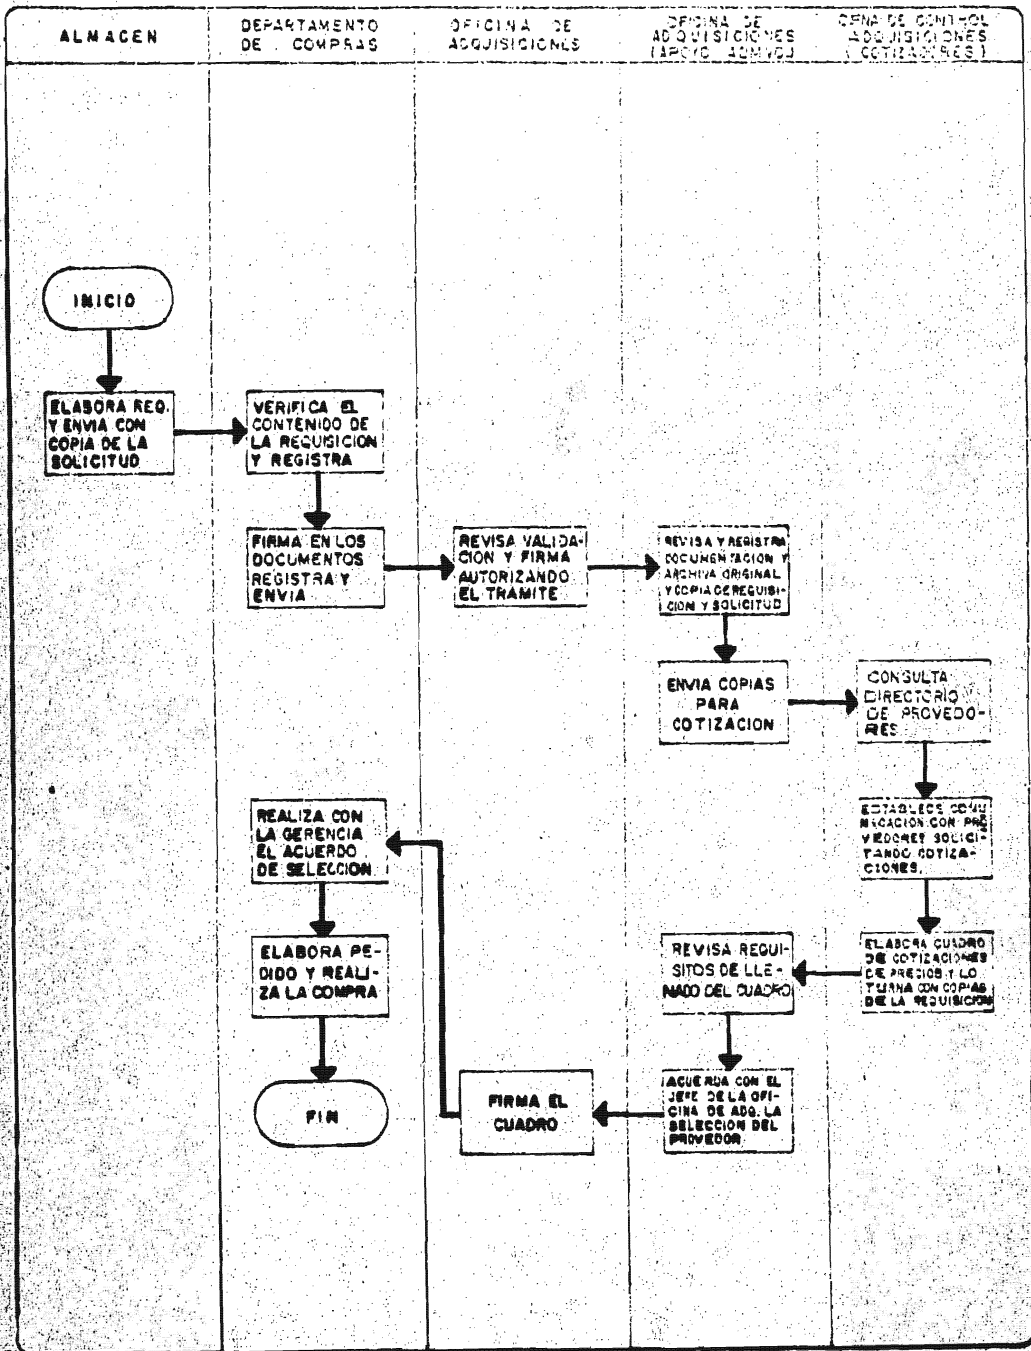 ALMACEN
DEPARTAMENTO
DE COMPRAS
OFICINA DE
ADQUISICIONES
OFICINA DE
ADQUISICIONES
(APOYO ADMVO)
OFNA DE CONTROL
ADQUISICIONES
(COTIZADORES)
INICIO
ELABORA REQ.
Y ENVIA CON
COPIA DE LA
SOLICITUD
VERIFICA EL
CONTENIDO DE
LA REQUISICION
Y REGISTRA
FIRMA EN LOS
DOCUMENTOS
REGISTRA Y
ENVIA
REVISA VALIDA-
CION Y FIRMA
AUTORIZANDO
EL TRAMITE
REVISA Y REGISTRA
DOCUMENTACION Y
ARCHIVA ORIGINAL
Y COPIA DE REQUISI-
CION Y SOLICITUD
ENVIA COPIAS
PARA
COTIZACION
CONSULTA
DIRECTORIO
DE PROVEDO-
RES
ESTABLECE COMU
NICACION CON PRO
VEDORES SOLICI-
TANDO COTIZA-
CIONES.
ELABORA CUADRO
DE COTIZACIONES
DE PRECIOS Y LO
TURNA CON COPIAS
DE LA REQUISICION
REVISA REQUI-
SITOS DE LLE-
NADO DEL CUADRO
ACUERDA CON EL
JEFE DE LA OFI-
CINA DE ADQ. LA
SELECCION DEL
PROVEDOR
FIRMA EL
CUADRO
REALIZA CON
LA GERENCIA
EL ACUERDO
DE SELECCION
ELABORA PE-
DIDO Y REALI-
ZA LA COMPRA
FIN